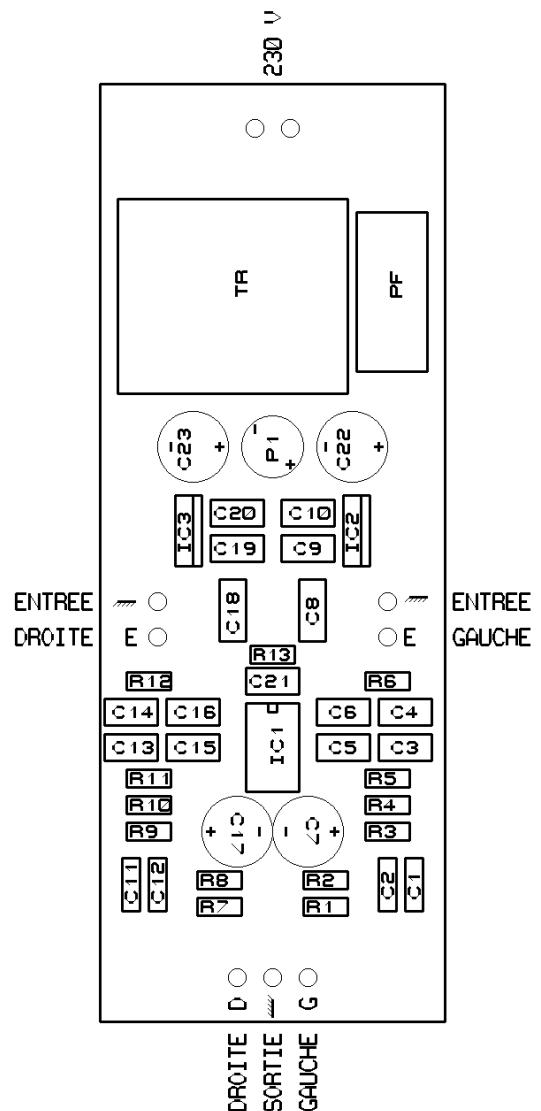 230 V
TR
PF
C23
-
+
P1
-
+
C22
-
+
IC3
C20
C10
IC2
C19
C9
C18
C8
ENTREE
ENTREE
DROITE E
E GAUCHE
R13
R12
C21
R6
C14
C16
C6
C4
IC1
C13
C15
C5
C3
R11
R5
R10
R4
R9
+
C17
-
-
C7
+
R3
C11
C12
R8
R2
C2
C1
R7
R1
D
G
DROITE
SORTIE
GAUCHE